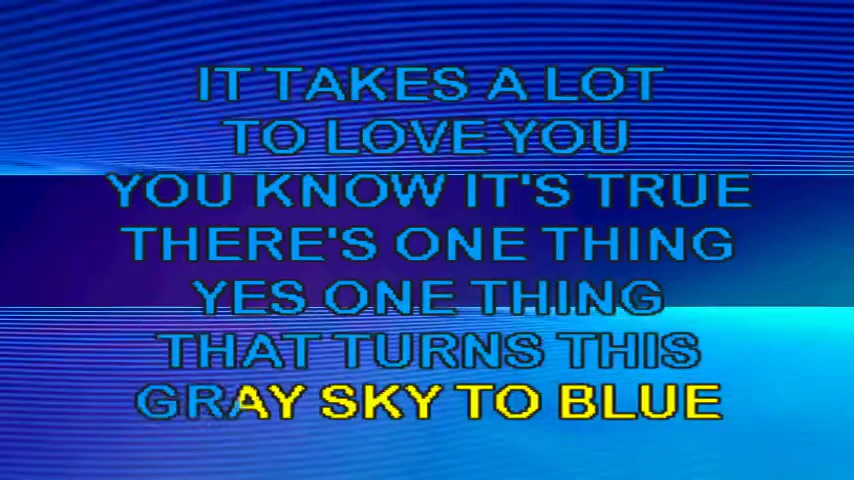 IT TAKES A LOT
TO LOVE YOU
YOU KNOW IT'S TRUE
THERE'S ONE THING
YES ONE THING
THAT TURNS THIS
GRAY SKY TO BLUE